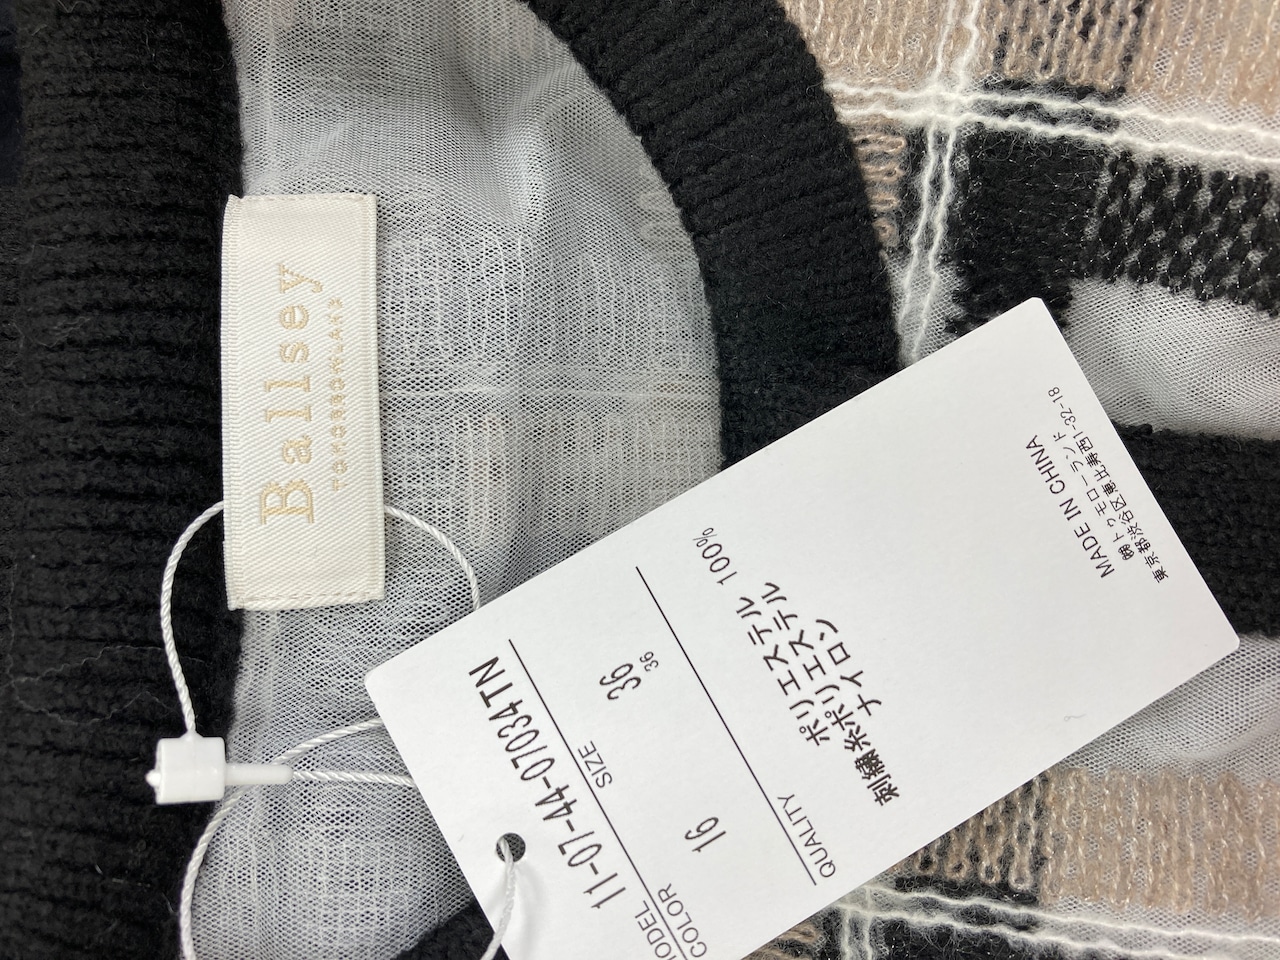 Ballsey
TOMORROWLAND
MODEL 11-07-44-07034TN
COLOR SIZE
16 36
36
QUALITY
ポリエステル 100%
刺繍糸ポリエステル
ナイロン
MADE IN CHINA
㈱トゥモローランド
東京都渋谷区恵比寿西1-32-18